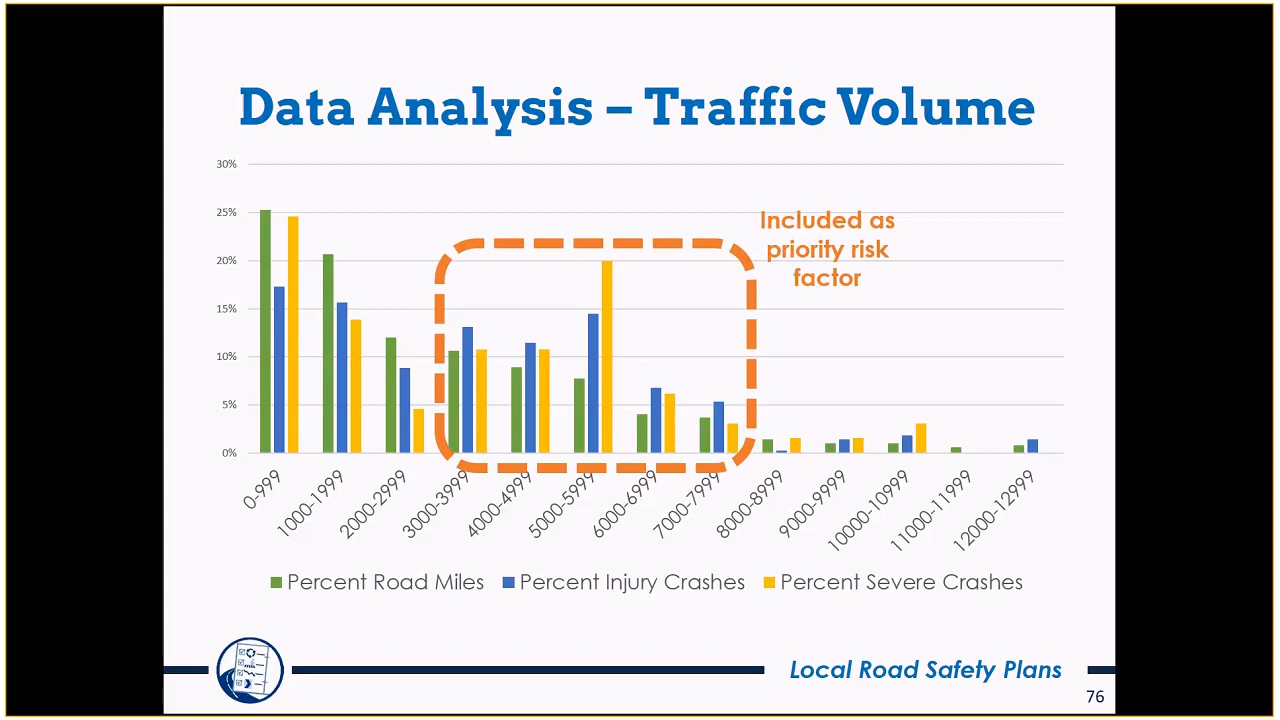 Data Analysis – Traffic Volume
30%
25%
20%
15%
10%
5%
0%
Included as
priority risk
factor
0-999
1000-1999
2000-2999
3000-3999
4000-4999
5000-5999
6000-6999
7000-7999
8000-8999
9000-9999
10000-10999
11000-11999
12000-12999
Percent Road Miles
Percent Injury Crashes
Percent Severe Crashes
Local Road Safety Plans
76